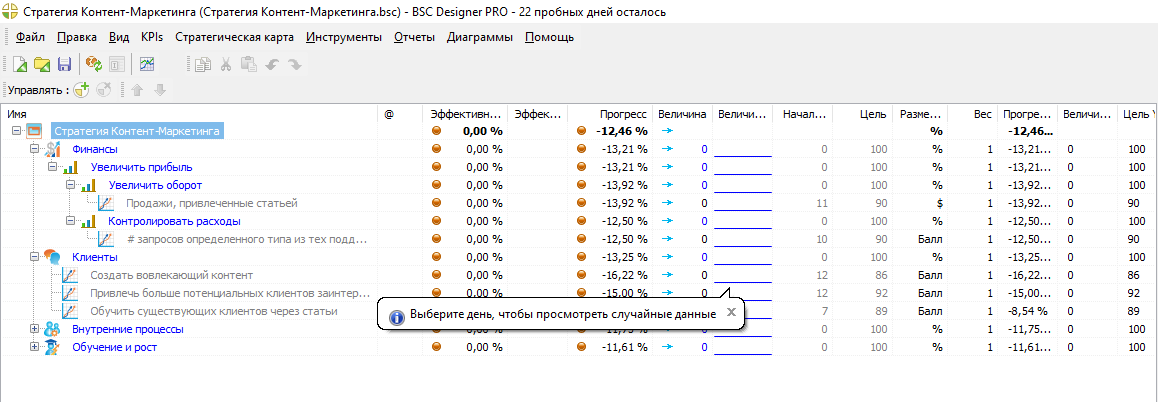 Стратегия Контент-Маркетинга (Стратегия Контент-Маркетинга.bsc) - BSC Designer PRO - 22 пробных дней осталось
Файл Правка Вид KPIs Стратегическая карта Инструменты Отчеты Диаграммы Помощь
Управлять :
Имя @ Эффективн... Эффек... Прогресс Величина Величи... Начал... Цель Разме... Вес Прогре... Величи... Цель
Стратегия Контент-Маркетинга 0,00 % -12,46 % % -12,46...
Финансы 0,00 % -13,21 % 0 0 100 % 1 -13,21... 0 100
Увеличить прибыль 0,00 % -13,21 % 0 0 100 % 1 -13,21... 0 100
Увеличить оборот 0,00 % -13,92 % 0 0 100 % 1 -13,92... 0 100
Продажи, привлеченные статьей 0,00 % -13,92 % 0 11 90 $ 1 -13,92... 0 90
Контролировать расходы 0,00 % -12,50 % 0 0 100 % 1 -12,50... 0 100
# запросов определенного типа из тех подд... 0,00 % -12,50 % 0 10 90 Балл 1 -12,50... 0 90
Клиенты 0,00 % -13,25 % 0 0 100 % 1 -13,25... 0 100
Создать вовлекающий контент 0,00 % -16,22 % 0 12 86 Балл 1 -16,22... 0 86
Привлечь больше потенциальных клиентов заинтер... 0,00 % -15,00 % 0 12 92 Балл 1 -15,00... 0 92
Обучить существующих клиентов через статьи 7 89 Балл 1 -8,54 % 0 89
Выберите день, чтобы просмотреть случайные данные
Внутренние процессы 0,00 % -11,75 % 0 0 100 % 1 -11,75... 0 100
Обучение и рост 0,00 % -11,61 % 0 0 100 % 1 -11,61... 0 100